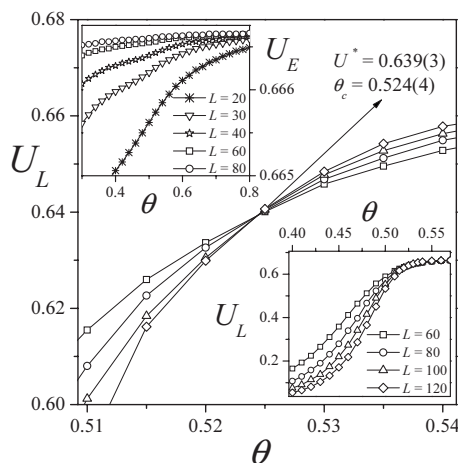 0.68
0.66
0.64
0.62
0.60
U_L
0.51
0.52
0.53
0.54
θ
U* = 0.639(3)
θ_c = 0.524(4)
U_E
0.666
0.665
L = 20
L = 30
L = 40
L = 60
L = 80
0.4
0.6
0.8
θ
θ
0.40
0.45
0.50
0.55
0.6
0.4
0.2
U_L
L = 60
L = 80
L = 100
L = 120